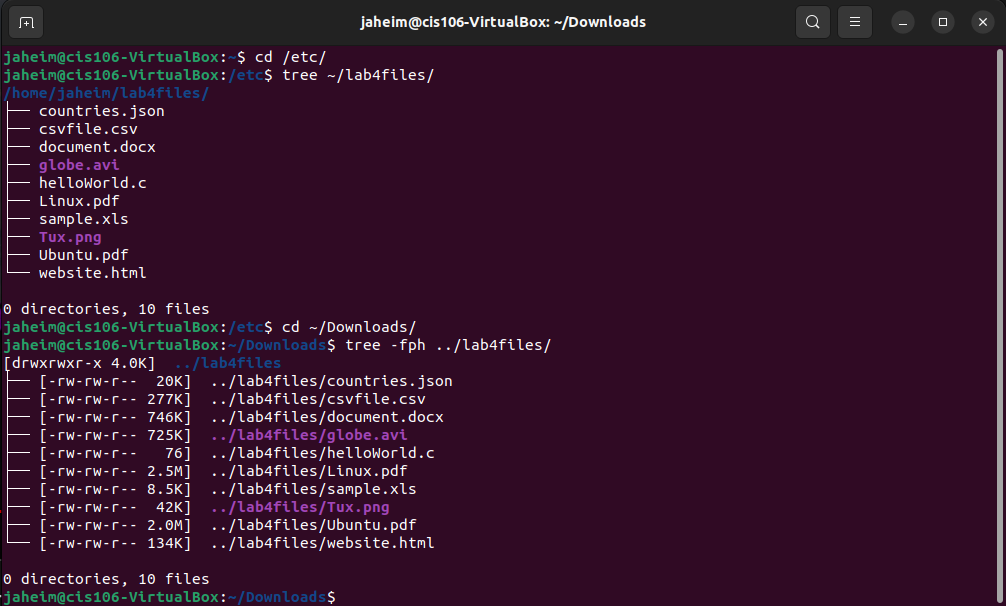 jaheim@cis106-VirtualBox: ~/Downloads
jaheim@cis106-VirtualBox:~$ cd /etc/
jaheim@cis106-VirtualBox:/etc$ tree ~/lab4files/
/home/jaheim/lab4files/
├── countries.json
├── csvfile.csv
├── document.docx
├── globe.avi
├── helloWorld.c
├── Linux.pdf
├── sample.xls
├── Tux.png
├── Ubuntu.pdf
└── website.html
0 directories, 10 files
jaheim@cis106-VirtualBox:/etc$ cd ~/Downloads/
jaheim@cis106-VirtualBox:~/Downloads$ tree -fph ../lab4files/
[drwxrwxr-x 4.0K]  ../lab4files
├── [-rw-rw-r--  20K]  ../lab4files/countries.json
├── [-rw-rw-r-- 277K]  ../lab4files/csvfile.csv
├── [-rw-rw-r-- 746K]  ../lab4files/document.docx
├── [-rw-rw-r-- 725K]  ../lab4files/globe.avi
├── [-rw-rw-r--   76]  ../lab4files/helloWorld.c
├── [-rw-rw-r-- 2.5M]  ../lab4files/Linux.pdf
├── [-rw-rw-r-- 8.5K]  ../lab4files/sample.xls
├── [-rw-rw-r--  42K]  ../lab4files/Tux.png
├── [-rw-rw-r-- 2.0M]  ../lab4files/Ubuntu.pdf
└── [-rw-rw-r-- 134K]  ../lab4files/website.html
0 directories, 10 files
jaheim@cis106-VirtualBox:~/Downloads$